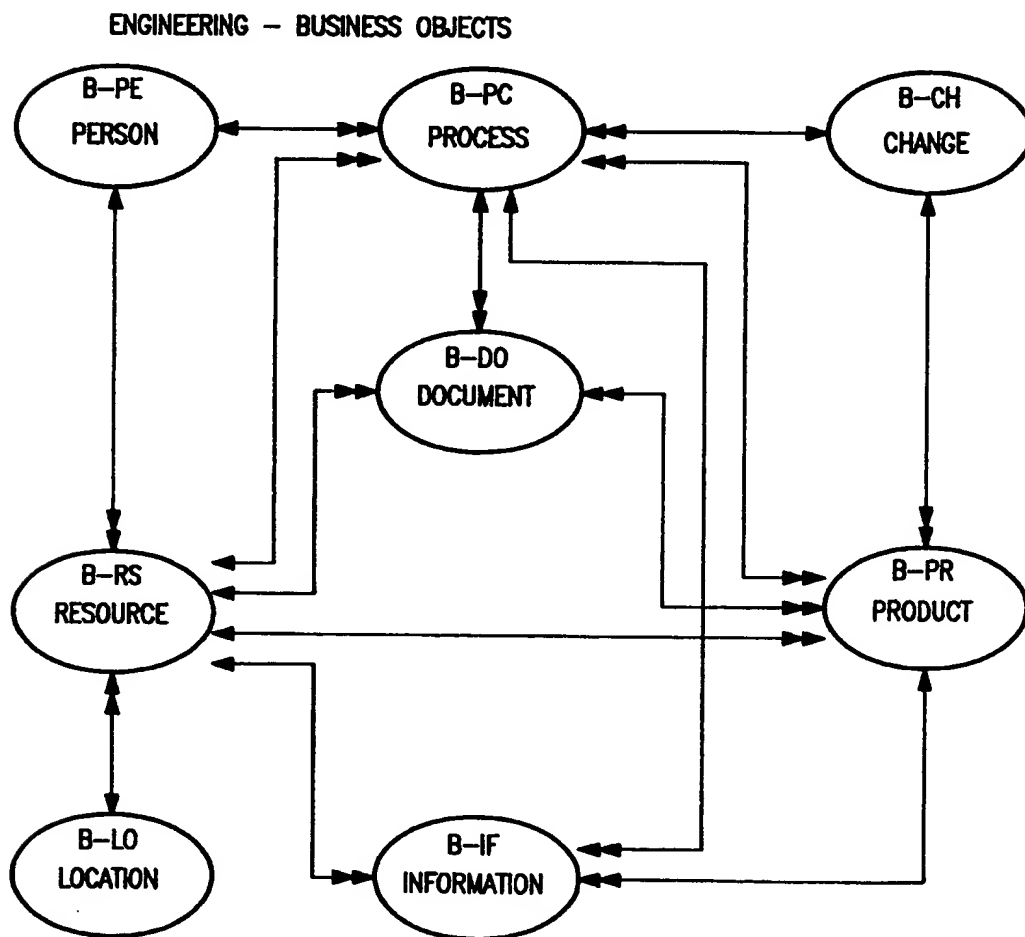 ENGINEERING – BUSINESS OBJECTS
B–PE
PERSON
B–PC
PROCESS
B–CH
CHANGE
B–DO
DOCUMENT
B–RS
RESOURCE
B–PR
PRODUCT
B–LO
LOCATION
B–IF
INFORMATION